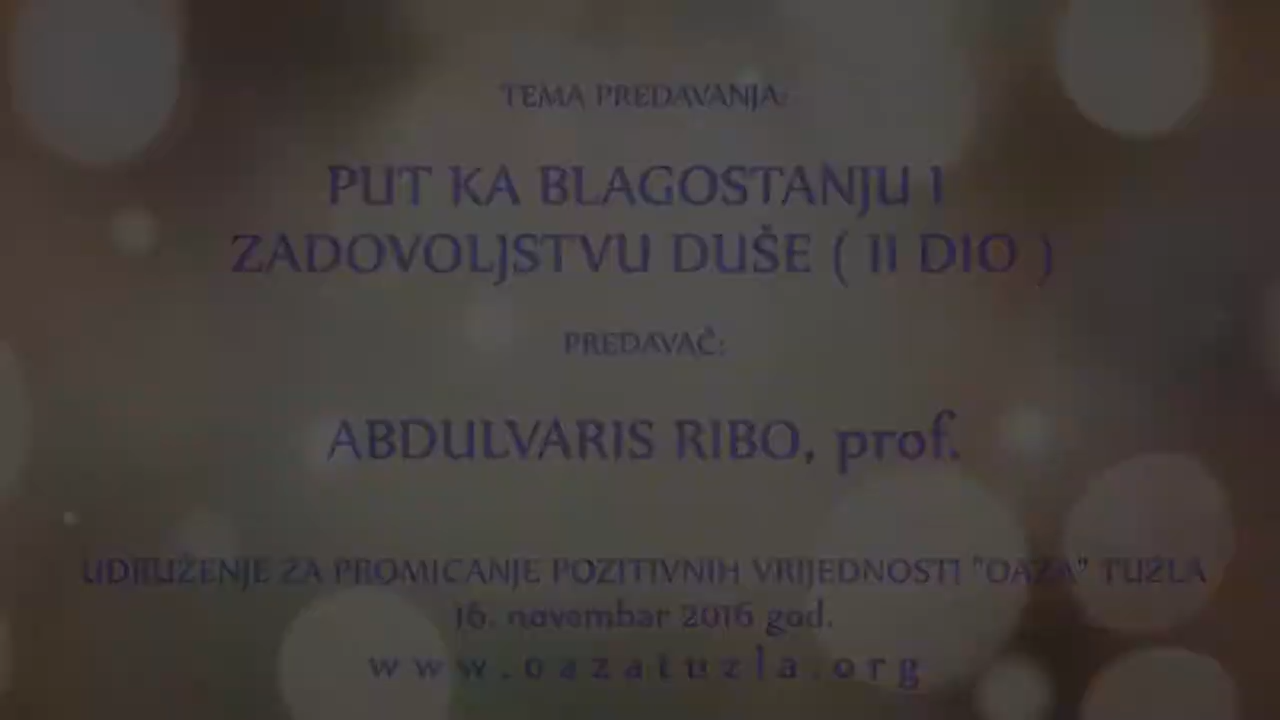 TEMA PREDAVANJA:
PUT KA BLAGOSTANJU I
ZADOVOLJSTVU DUŠE ( II DIO )
PREDAVAČ:
ABDULVARIS RIBO, prof.
UDRUŽENJE ZA PROMICANJE POZITIVNIH VRIJEDNOSTI "OAZA" TUZLA
16. novembar 2016 god.
www.oazatuzla.org